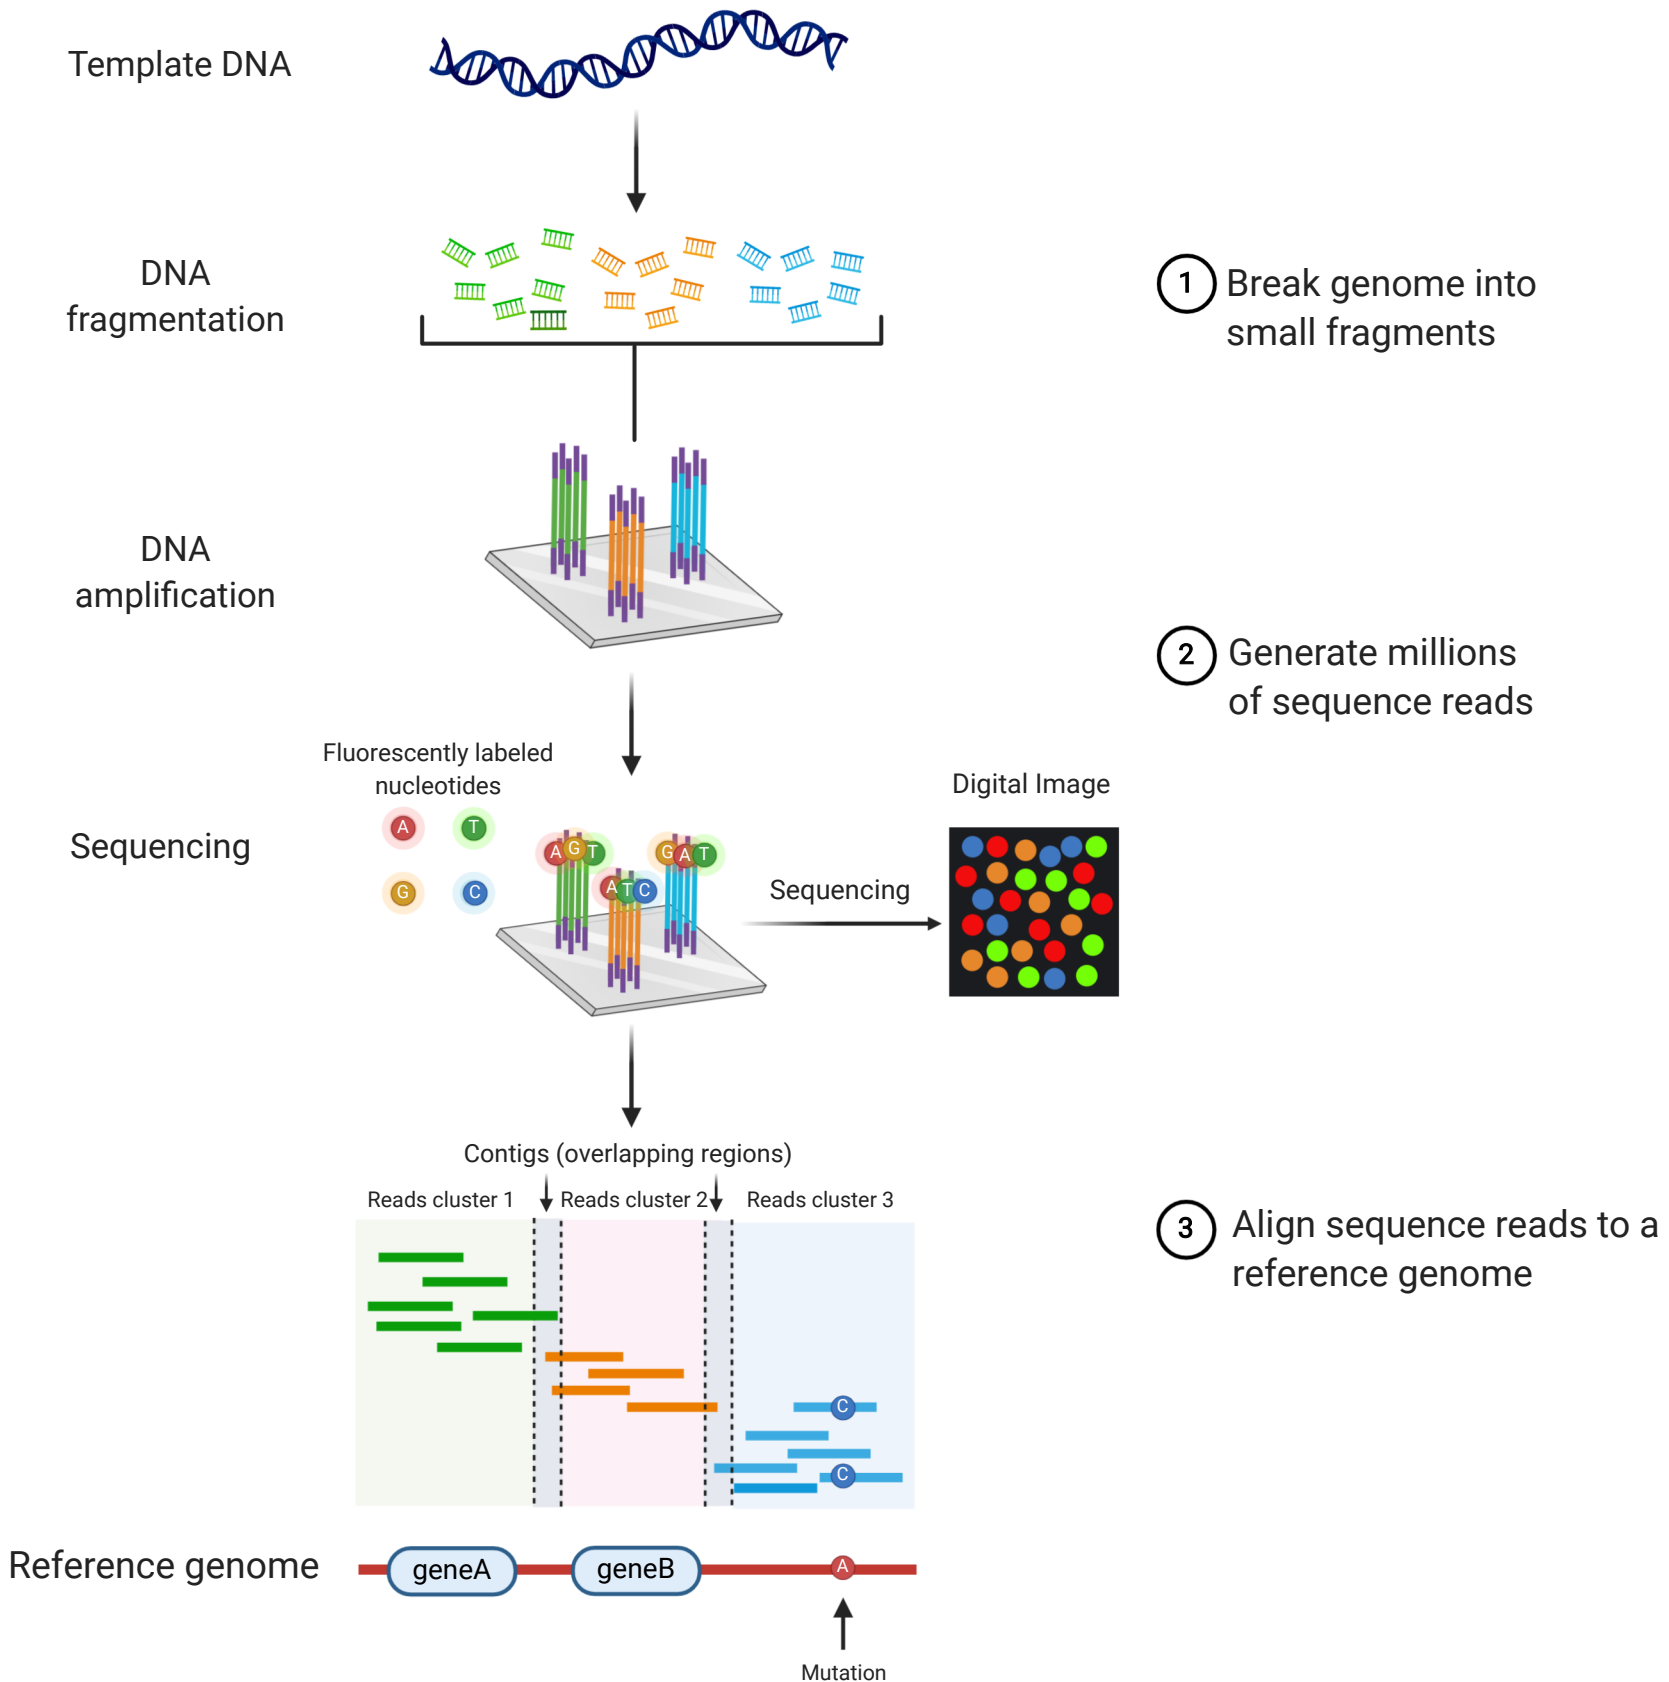 Template DNA
DNA
fragmentation
1
Break genome into
small fragments
DNA
amplification
2
Generate millions
of sequence reads
Fluorescently labeled
nucleotides
A
T
G
C
Sequencing
A
G
T
A
T
C
G
A
T
Sequencing
Digital Image
Contigs (overlapping regions)
Reads cluster 1
Reads cluster 2
Reads cluster 3
3
Align sequence reads to a
reference genome
C
C
Reference genome
geneA
geneB
A
Mutation